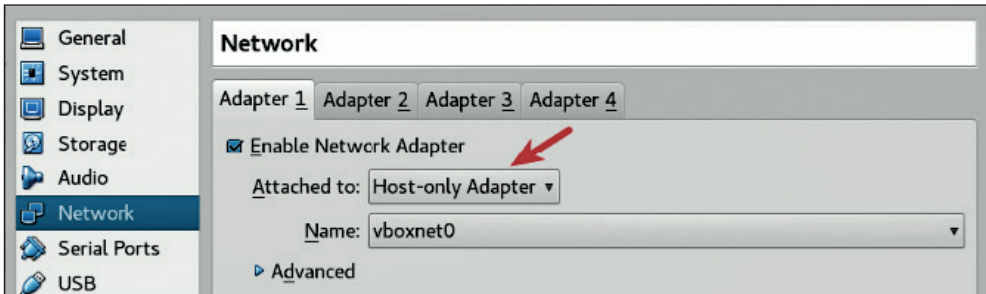 General
System
Display
Storage
Audio
Network
Serial Ports
USB
Network
Adapter 1 Adapter 2 Adapter 3 Adapter 4
Enable Network Adapter
Attached to: Host-only Adapter
Name: vboxnet0
Advanced